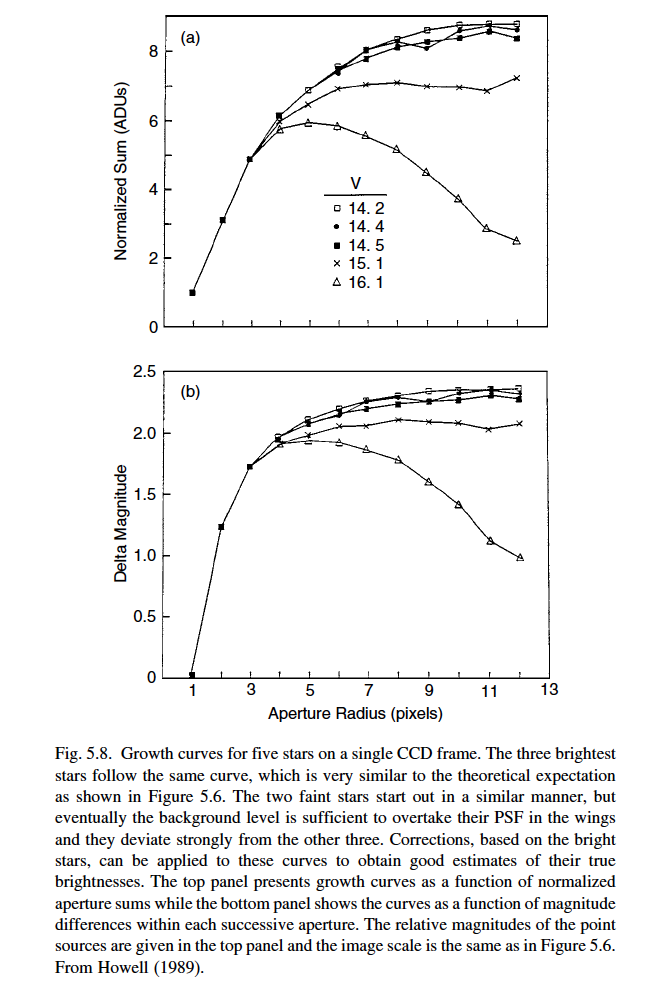 (a)
8
6
4
2
0
Normalized Sum (ADUs)
V
14. 2
14. 4
14. 5
15. 1
16. 1
(b)
2.5
2.0
1.5
1.0
0.5
0
Delta Magnitude
1 3 5 7 9 11 13
Aperture Radius (pixels)
Fig. 5.8. Growth curves for five stars on a single CCD frame. The three brightest
stars follow the same curve, which is very similar to the theoretical expectation
as shown in Figure 5.6. The two faint stars start out in a similar manner, but
eventually the background level is sufficient to overtake their PSF in the wings
and they deviate strongly from the other three. Corrections, based on the bright
stars, can be applied to these curves to obtain good estimates of their true
brightnesses. The top panel presents growth curves as a function of normalized
aperture sums while the bottom panel shows the curves as a function of magnitude
differences within each successive aperture. The relative magnitudes of the point
sources are given in the top panel and the image scale is the same as in Figure 5.6.
From Howell (1989).